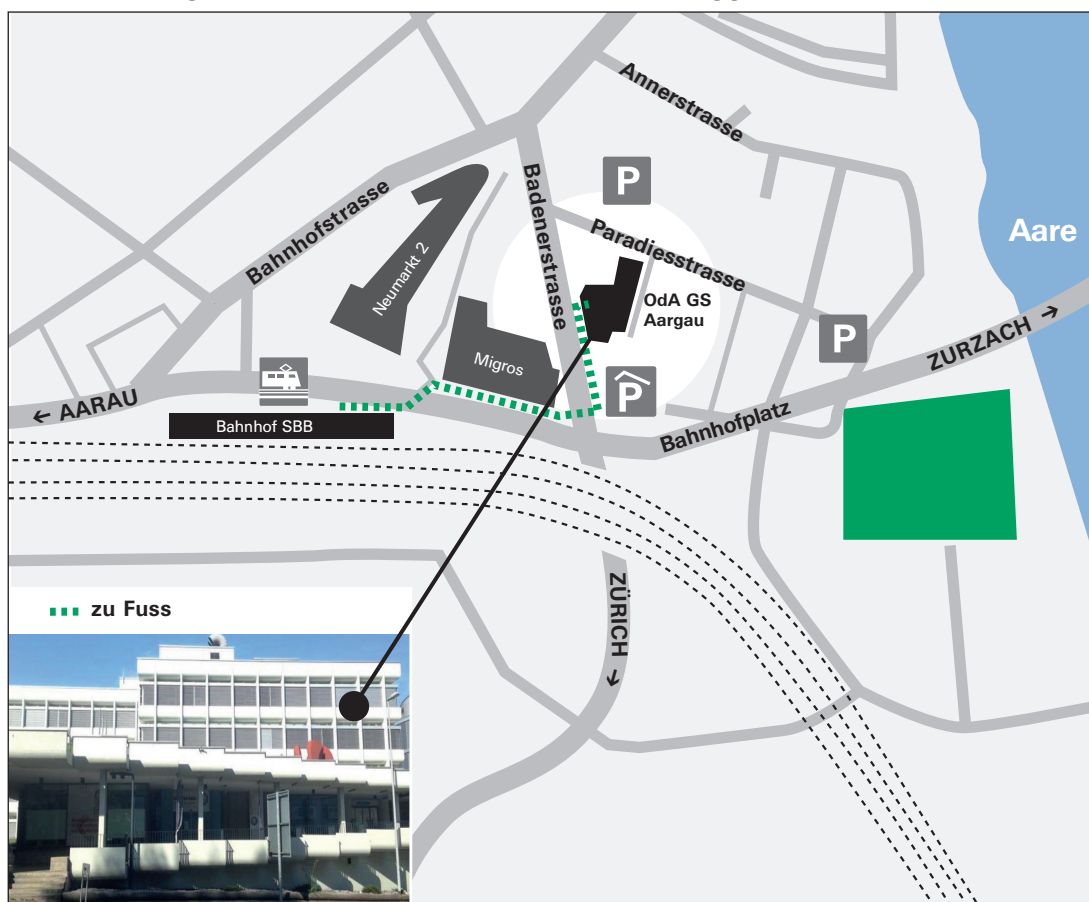 Annerstrasse
P
Badenerstrasse
Bahnhofstrasse
Paradiesstrasse
Aare
Neumarkt 2
OdA GS
Aargau
ZURZACH →
P
Migros
P
← AARAU
Bahnhofplatz
Bahnhof SBB
ZÜRICH →
zu Fuss